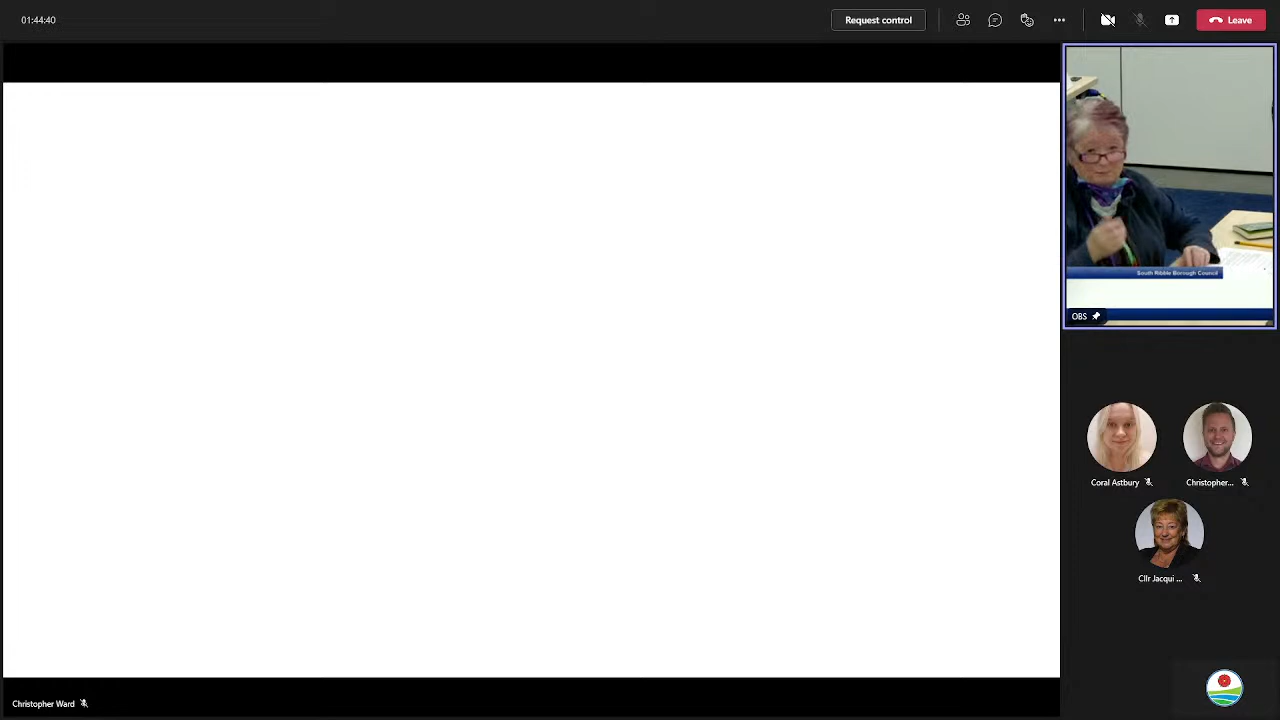 01:44:40
Request control
Leave
South Ribble Borough Council
OBS
Coral Astbury
Christopher...
Cllr Jacqui ...
Christopher Ward